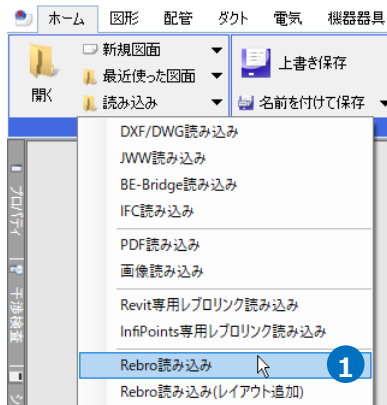 ホーム 図形 配管 ダクト 電気 機器器具
新規図面
最近使った図面
読み込み
開く
上書き保存
名前を付けて保存
DXF/DWG読み込み
JWW読み込み
BE-Bridge読み込み
IFC読み込み
PDF読み込み
画像読み込み
Revit専用レブロリンク読み込み
InfiPoints専用レブロリンク読み込み
Rebro読み込み 1
Rebro読み込み(レイアウト追加)
プロパティ
干渉検査